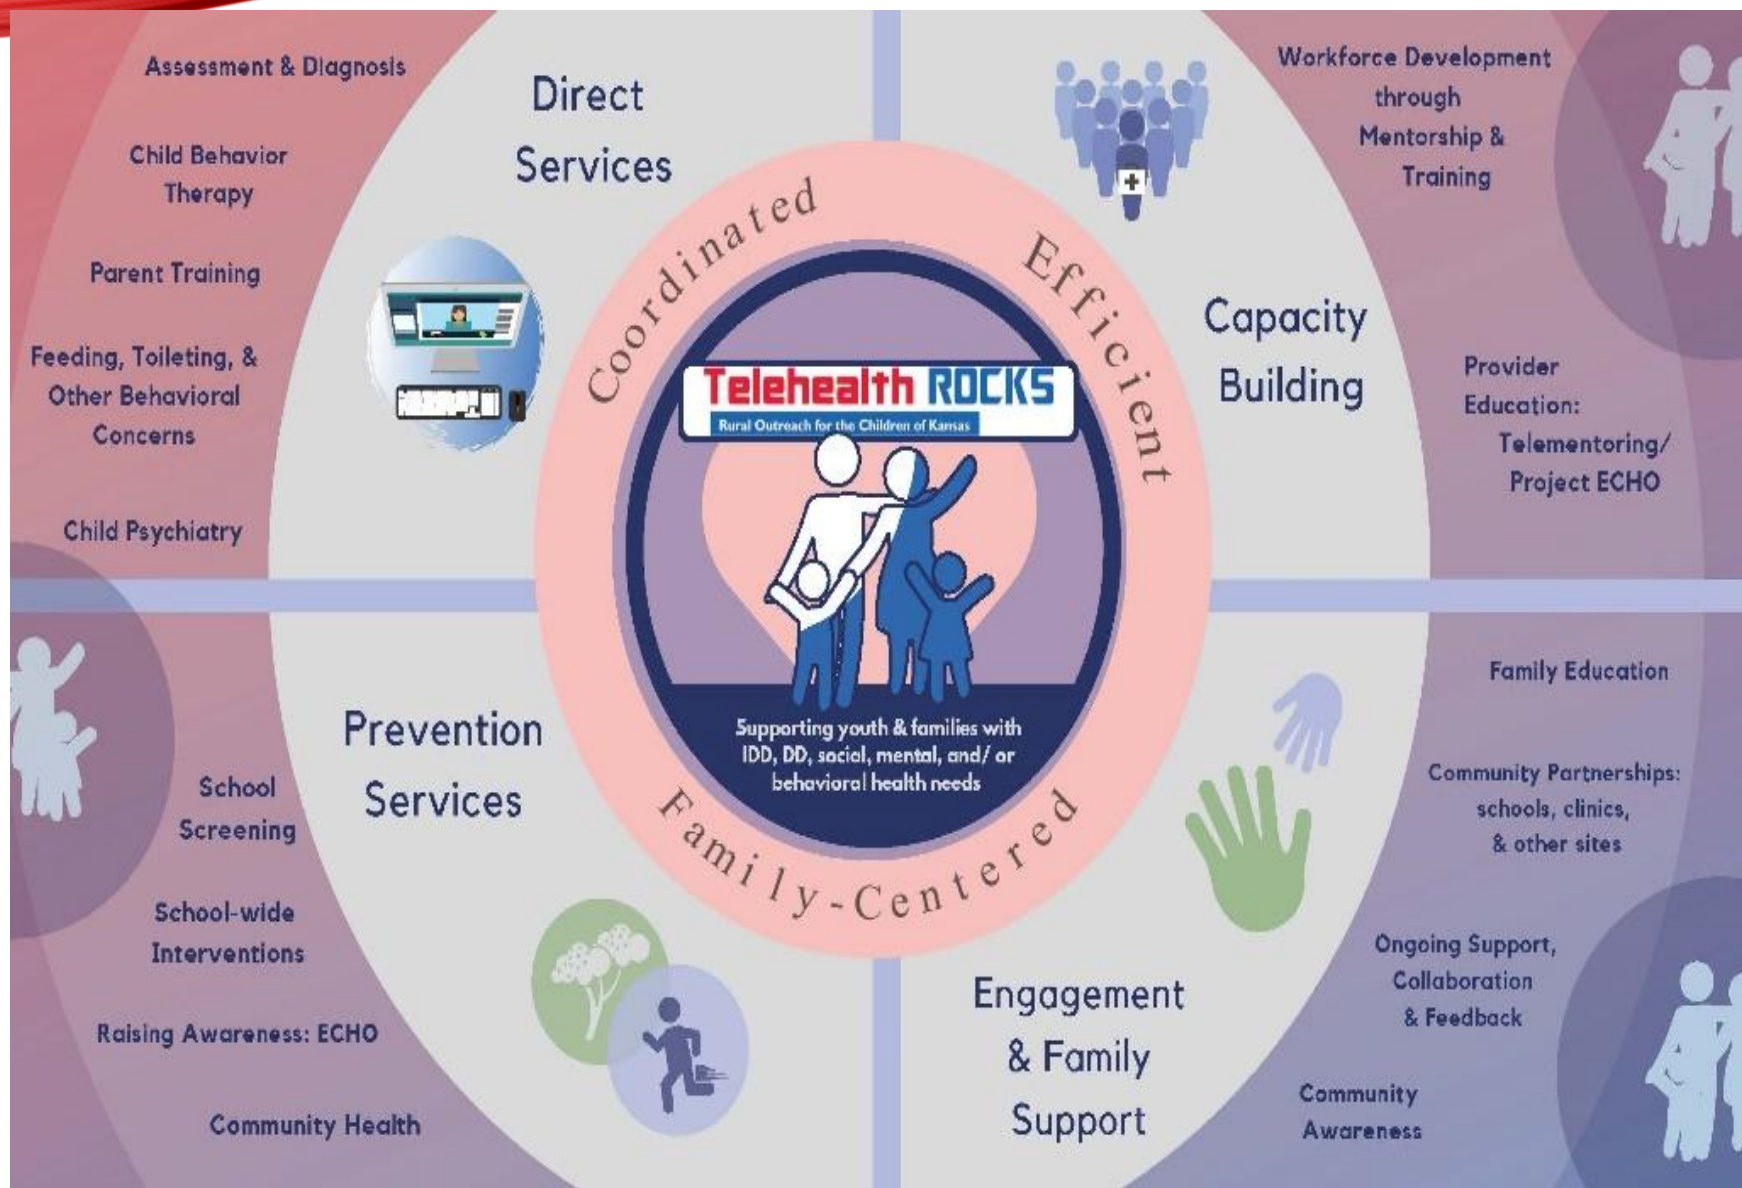 Assessment & Diagnosis
Child Behavior
Therapy
Parent Training
Feeding, Toileting, &
Other Behavioral
Concerns
Child Psychiatry
Direct
Services
Workforce Development
through
Mentorship &
Training
Provider
Education:
Telementoring/
Project ECHO
Capacity
Building
Coordinated
Efficient
Family-Centered
Telehealth ROCKS
Rural Outreach for the Children of Kansas
Supporting youth & families with
IDD, DD, social, mental, and/ or
behavioral health needs
Prevention
Services
School
Screening
School-wide
Interventions
Raising Awareness: ECHO
Community Health
Engagement
& Family
Support
Family Education
Community Partnerships:
schools, clinics,
& other sites
Ongoing Support,
Collaboration
& Feedback
Community
Awareness